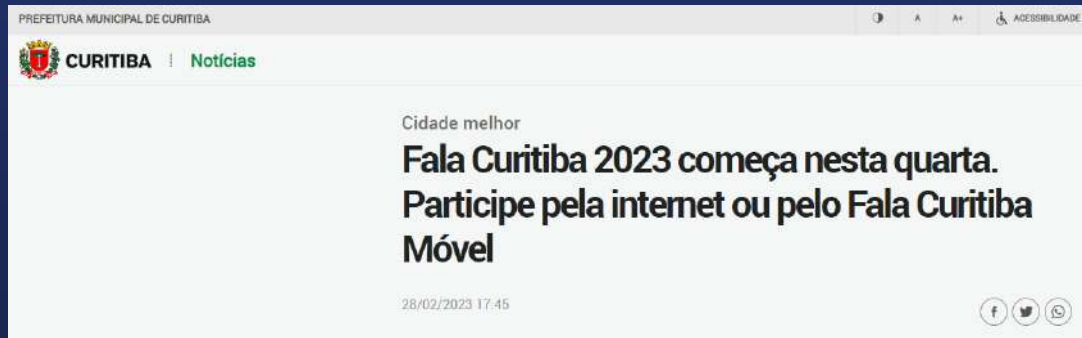 PREFEITURA MUNICIPAL DE CURITIBA
A A+ ACESSIBILIDADE
CURITIBA Notícias
Cidade melhor
Fala Curitiba 2023 começa nesta quarta.
Participe pela internet ou pelo Fala Curitiba
Móvel
28/02/2023 17:45